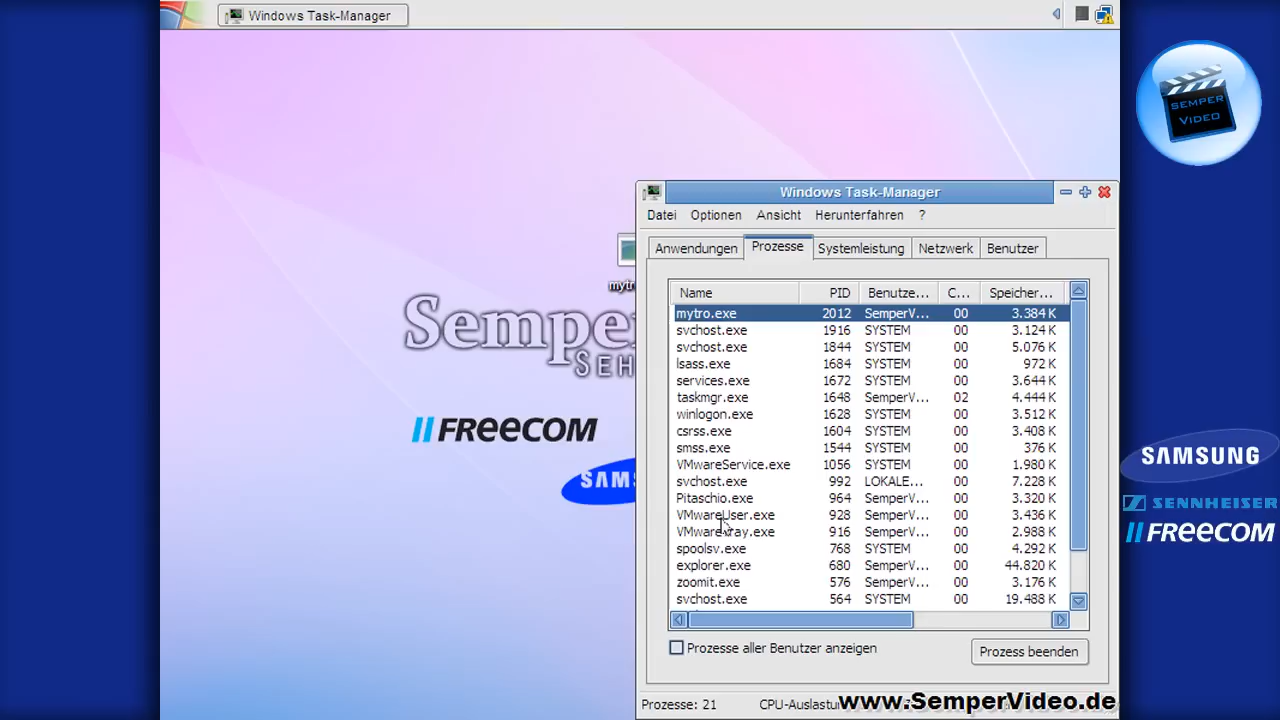 Windows Task-Manager
SEMPER
VIDEO
Windows Task-Manager
Datei Optionen Ansicht Herunterfahren ?
Anwendungen Prozesse Systemleistung Netzwerk Benutzer
Name PID Benutze... C... Speicher...
mytro.exe 2012 SemperV... 00 3.384 K
svchost.exe 1916 SYSTEM 00 3.124 K
svchost.exe 1844 SYSTEM 00 5.076 K
lsass.exe 1684 SYSTEM 00 972 K
services.exe 1672 SYSTEM 00 3.644 K
taskmgr.exe 1648 SemperV... 02 4.444 K
winlogon.exe 1628 SYSTEM 00 3.512 K
csrss.exe 1604 SYSTEM 00 3.408 K
smss.exe 1544 SYSTEM 00 376 K
VMwareService.exe 1056 SYSTEM 00 1.980 K
svchost.exe 992 LOKALE... 00 7.228 K
Pitaschio.exe 964 SemperV... 00 3.320 K
VMwareUser.exe 928 SemperV... 00 3.436 K
VMwareTray.exe 916 SemperV... 00 2.988 K
spoolsv.exe 768 SYSTEM 00 4.292 K
explorer.exe 680 SemperV... 00 44.820 K
zoomit.exe 576 SemperV... 00 3.176 K
svchost.exe 564 SYSTEM 00 19.488 K
Prozesse aller Benutzer anzeigen
Prozess beenden
Prozesse: 21 CPU-Auslastu
www.SemperVideo.de
mytr
Semper
SEH
FREECOM
SAMS
SAMSUNG
SENNHEISER
FREECOM